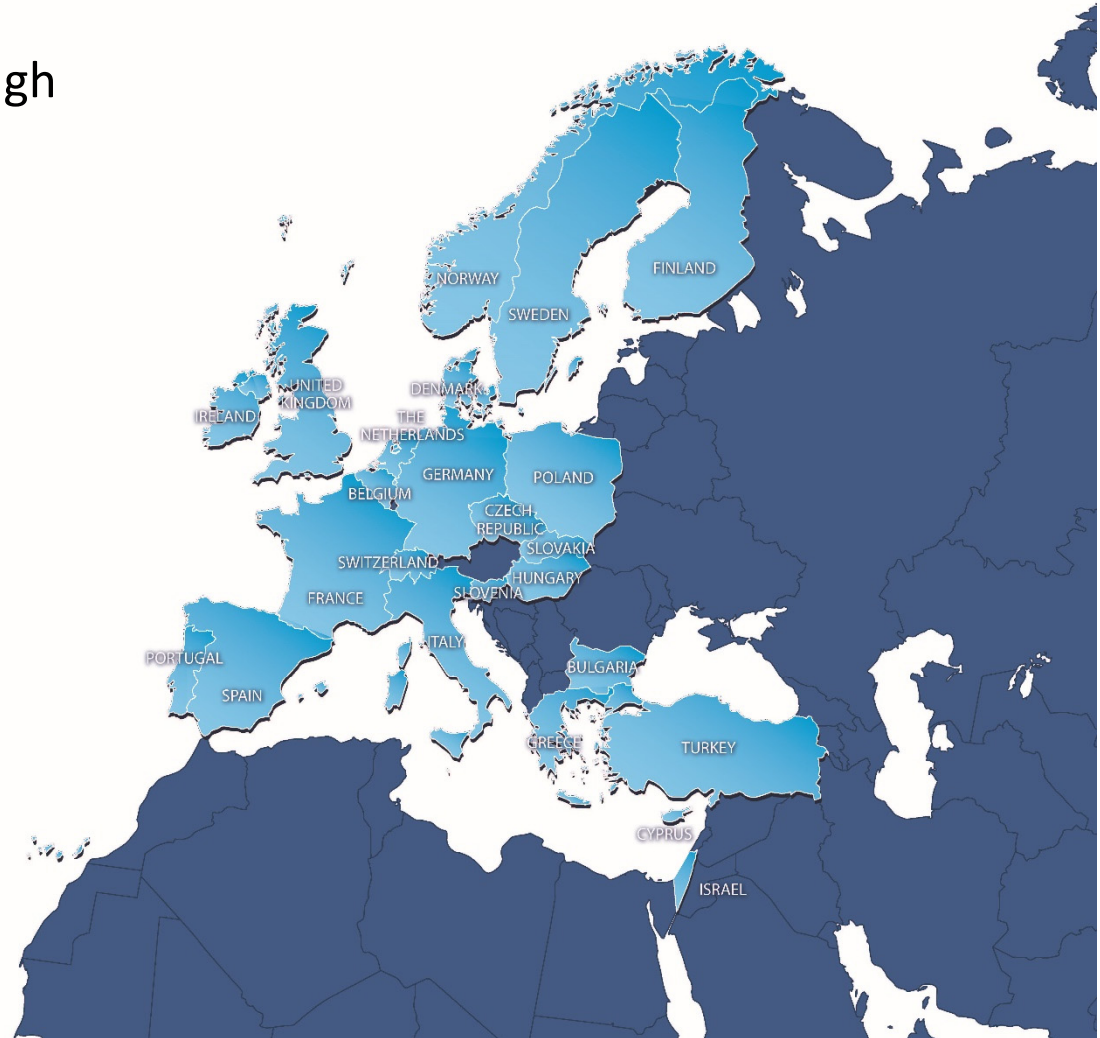 gh
NORWAY
FINLAND
SWEDEN
UNITED
KINGDOM
IRELAND
DENMARK
THE
NETHERLANDS
GERMANY
POLAND
BELGIUM
CZECH
REPUBLIC
SLOVAKIA
SWITZERLAND
HUNGARY
SLOVENIA
FRANCE
ITALY
PORTUGAL
BULGARIA
SPAIN
GREECE
TURKEY
CYPRUS
ISRAEL